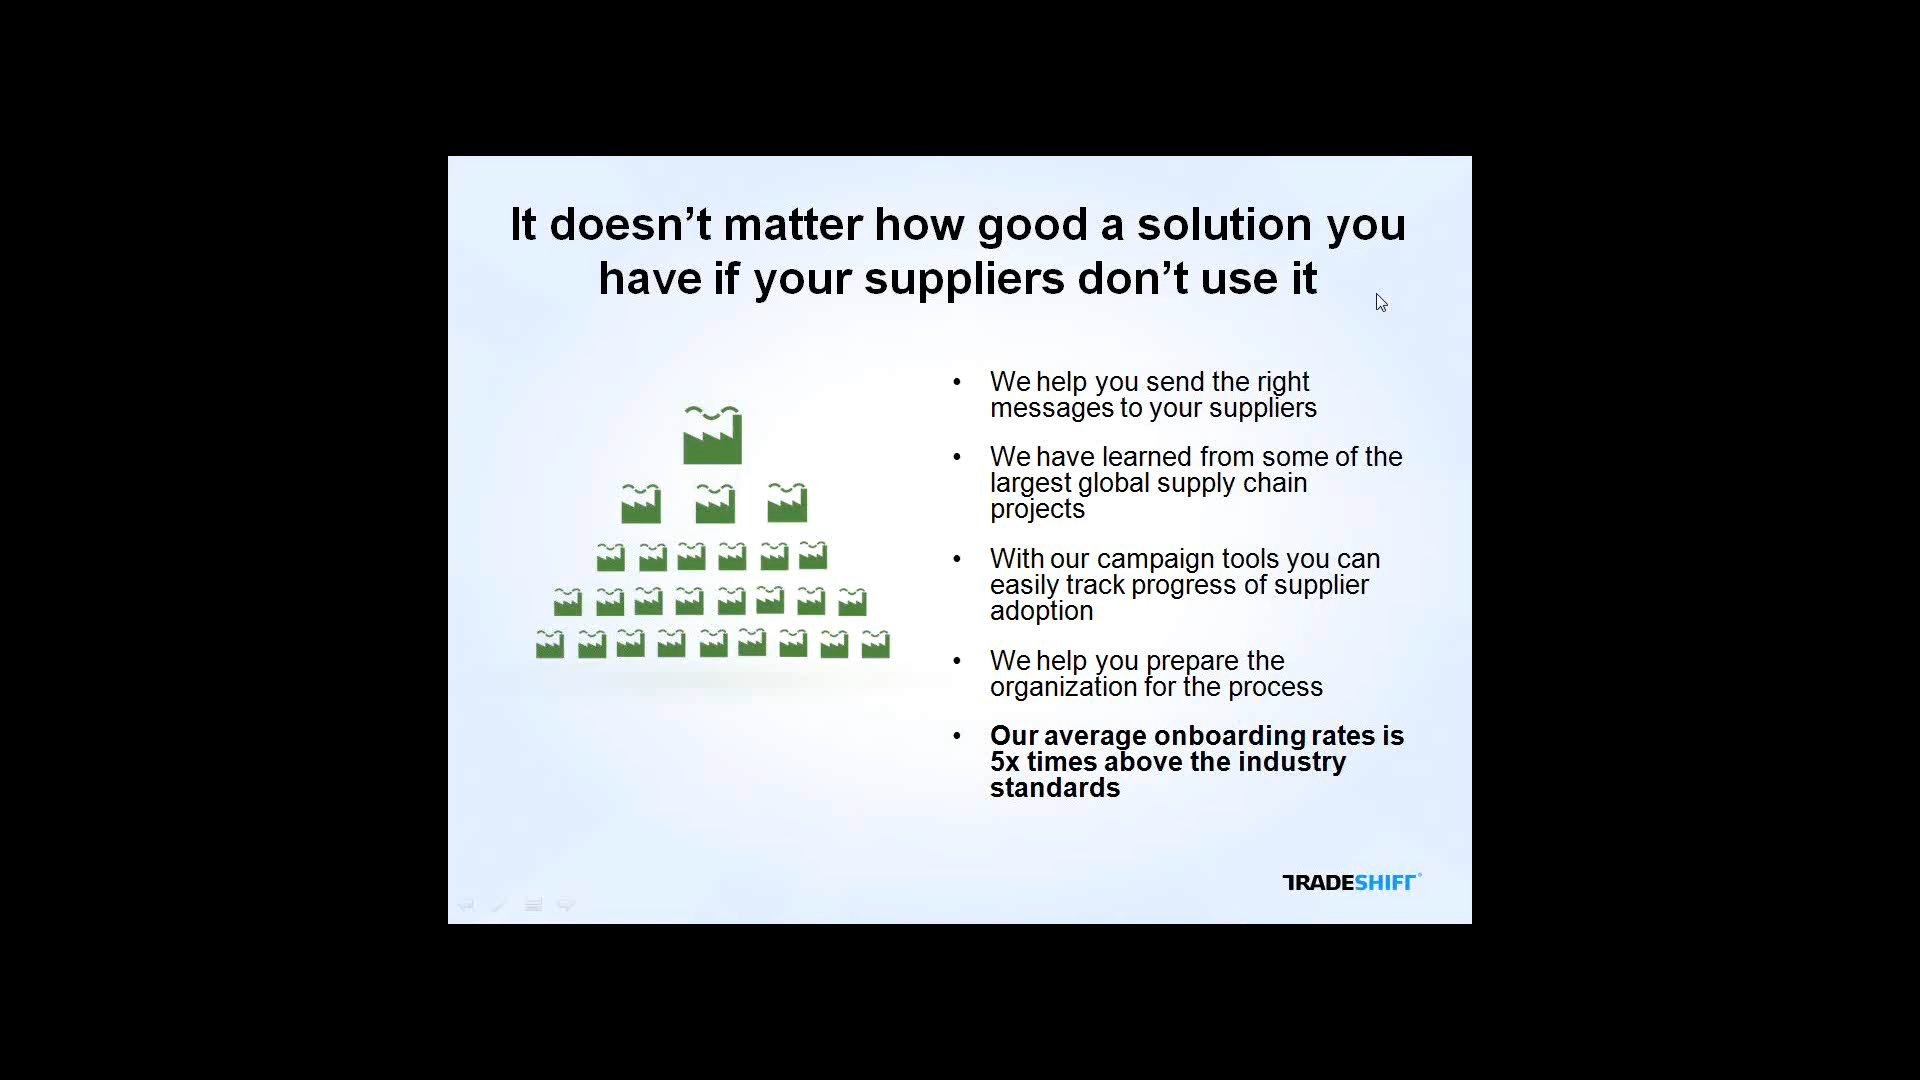 It doesn’t matter how good a solution you
have if your suppliers don’t use it
• We help you send the right
messages to your suppliers
• We have learned from some of the
largest global supply chain
projects
• With our campaign tools you can
easily track progress of supplier
adoption
• We help you prepare the
organization for the process
• Our average onboarding rates is
5x times above the industry
standards
TRADESHIFT